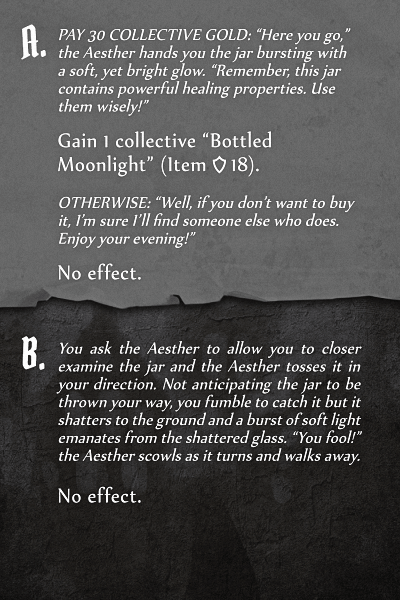 A.
PAY 30 COLLECTIVE GOLD: “Here you go,”
the Aesther hands you the jar bursting with
a soft, yet bright glow. “Remember, this jar
contains powerful healing properties. Use
them wisely!”
Gain 1 collective “Bottled
Moonlight” (Item 18).
OTHERWISE: “Well, if you don’t want to buy
it, I’m sure I’ll find someone else who does.
Enjoy your evening!”
No effect.
B.
You ask the Aesther to allow you to closer
examine the jar and the Aesther tosses it in
your direction. Not anticipating the jar to be
thrown your way, you fumble to catch it but it
shatters to the ground and a burst of soft light
emanates from the shattered glass. “You fool!”
the Aesther scowls as it turns and walks away.
No effect.